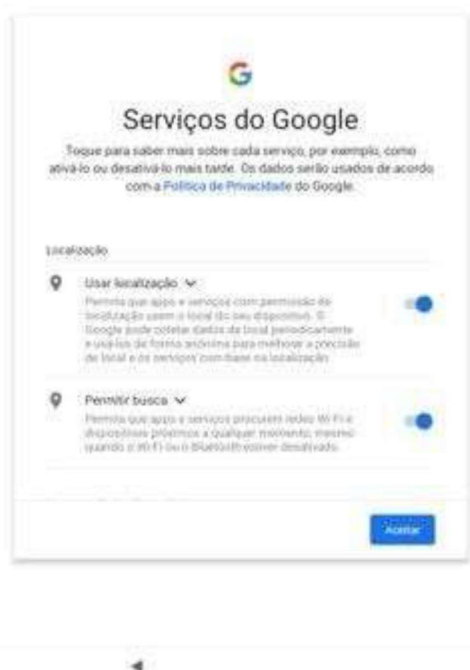 Serviços do Google
Toque para saber mais sobre cada serviço, por exemplo, como
ativá-lo ou desativá-lo mais tarde. Os dados serão usados de acordo
com a Política de Privacidade do Google.
Localização
Usar localização
Permita que apps e serviços com permissão de
localização usem o local do seu dispositivo. O
Google pode coletar dados de local periodicamente
e usá-los de forma anônima para melhorar a precisão
de local e os serviços com base na localização.
Permitir busca
Permita que apps e serviços procurem redes Wi-Fi e
dispositivos próximos a qualquer momento, mesmo
quando o Wi-Fi ou o Bluetooth estiver desativado.
Aceitar